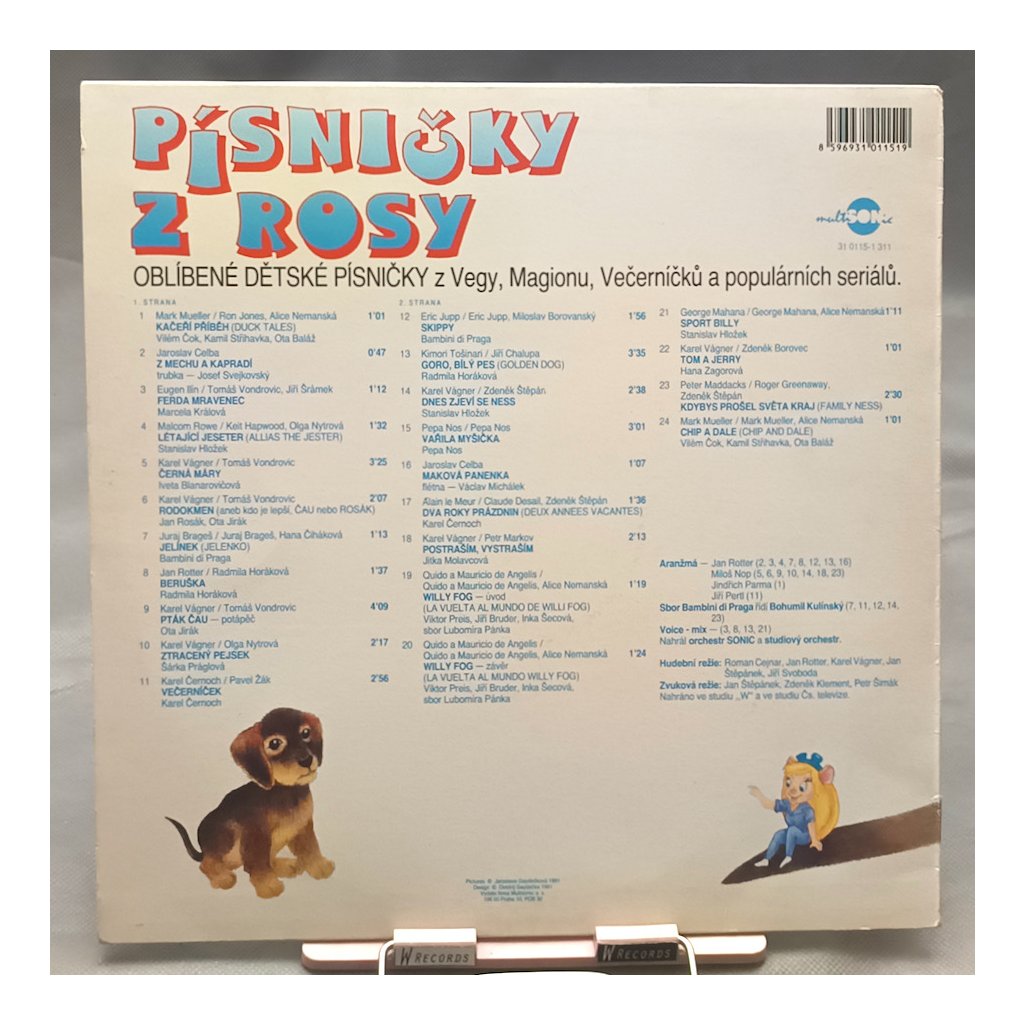 PÍSNIČKY
Z ROSY
8 596931 011519
multiSONic
31 0115-1 311
OBLÍBENÉ DĚTSKÉ PÍSNIČKY z Vegy, Magionu, Večerníčků a populárních seriálů.
1. STRANA
1 Mark Mueller / Ron Jones, Alice Nemanská 1'01
KAČEŘÍ PŘÍBĚH (DUCK TALES)
Vilém Čok, Kamil Střihavka, Ota Baláž
2 Jaroslav Celba 0'47
Z MECHU A KAPRADÍ
trubka — Josef Svejkovský
3 Eugen Illn / Tomáš Vondrovic, Jiří Šrámek 1'12
FERDA MRAVENEC
Marcela Králová
4 Malcom Rowe / Keit Hapwood, Olga Nytrová 1'32
LÉTAJÍCÍ JESETER (ALLIAS THE JESTER)
Stanislav Hložek
5 Karel Vágner / Tomáš Vondrovic 3'25
ČERNÁ MÁRY
Iveta Blanarovičová
6 Karel Vágner / Tomáš Vondrovic 2'07
RODOKMEN (aneb kdo je lepší, ČAU nebo ROSÁK)
Jan Rosák, Ota Jirák
7 Juraj Brageš / Juraj Brageš, Hana Čiháková 1'13
JELÍNEK (JELENKO)
Bambini di Praga
8 Jan Rotter / Radmila Horáková 1'37
BERUŠKA
Radmila Horáková
9 Karel Vágner / Tomáš Vondrovic 4'09
PTÁK ČAU — potápěč
Ota Jirák
10 Karel Vágner / Olga Nytrová 2'17
ZTRACENÝ PEJSEK
Šárka Práglová
11 Karel Černoch / Pavel Žák 2'56
VEČERNÍČEK
Karel Černoch
2. STRANA
12 Eric Jupp / Eric Jupp, Miloslav Borovanský 1'56
SKIPPY
Bambini di Praga
13 Kimori Tošinari / Jiří Chalupa 3'35
GORO, BÍLÝ PES (GOLDEN DOG)
Radmila Horáková
14 Karel Vágner / Zdeněk Štěpán 2'38
DNES ZJEVÍ SE NESS
Stanislav Hložek
15 Pepa Nos / Pepa Nos 3'01
VAŘILA MYŠIČKA
Pepa Nos
16 Jaroslav Celba 1'07
MAKOVÁ PANENKA
flétna — Václav Michálek
17 Alain le Meur / Claude Desail, Zdeněk Štěpán 1'36
DVA ROKY PRÁZDNIN (DEUX ANNEES VACANTES)
Karel Černoch
18 Karel Vágner / Petr Markov 2'13
POSTRAŠÍM, VYSTRAŠÍM
Jitka Molavcová
19 Quido a Mauricio de Angelis /
Quido a Mauricio de Angelis, Alice Nemanská 1'19
WILLY FOG — úvod
(LA VUELTA AL MUNDO DE WILLI FOG)
Viktor Preis, Jiří Bruder, Inka Šecová,
sbor Lubomíra Pánka
20 Quido a Mauricio de Angelis /
Quido a Mauricio de Angelis, Alice Nemanská 1'24
WILLY FOG — závěr
(LA VUELTA AL MUNDO WILLY FOG)
Viktor Preis, Jiří Bruder, Inka Šecová,
sbor Lubomíra Pánka
21 George Mahana / George Mahana, Alice Nemanská 1'11
SPORT BILLY
Stanislav Hložek
22 Karel Vágner / Zdeněk Borovec 1'01
TOM A JERRY
Hana Zagorová
23 Peter Maddacks / Roger Greenaway,
Zdeněk Štěpán 2'30
KDYBYS PROŠEL SVĚTA KRAJ (FAMILY NESS)
24 Mark Mueller / Mark Mueller, Alice Nemanská 1'01
CHIP A DALE (CHIP AND DALE)
Vilém Čok, Kamil Střihavka, Ota Baláž
Aranžmá — Jan Rotter (2, 3, 4, 7, 8, 12, 13, 16)
Miloš Nop (5, 6, 9, 10, 14, 18, 23)
Jindřich Parma (1)
Jiří Pertl (11)
Sbor Bambini di Praga řídí Bohumil Kulínský (7, 11, 12, 14,
23)
Voice - mix — (3, 8, 13, 21)
Nahrál orchestr SONIC a studiový orchestr.
Hudební režie: Roman Cejnar, Jan Rotter, Karel Vágner, Jan
Štěpánek, Jiří Svoboda
Zvuková režie: Jan Štěpánek, Zdeněk Klement, Petr Šimák
Nahráno ve studiu „W" a ve studiu Čs. televize.
W RECORDS
W RECORDS